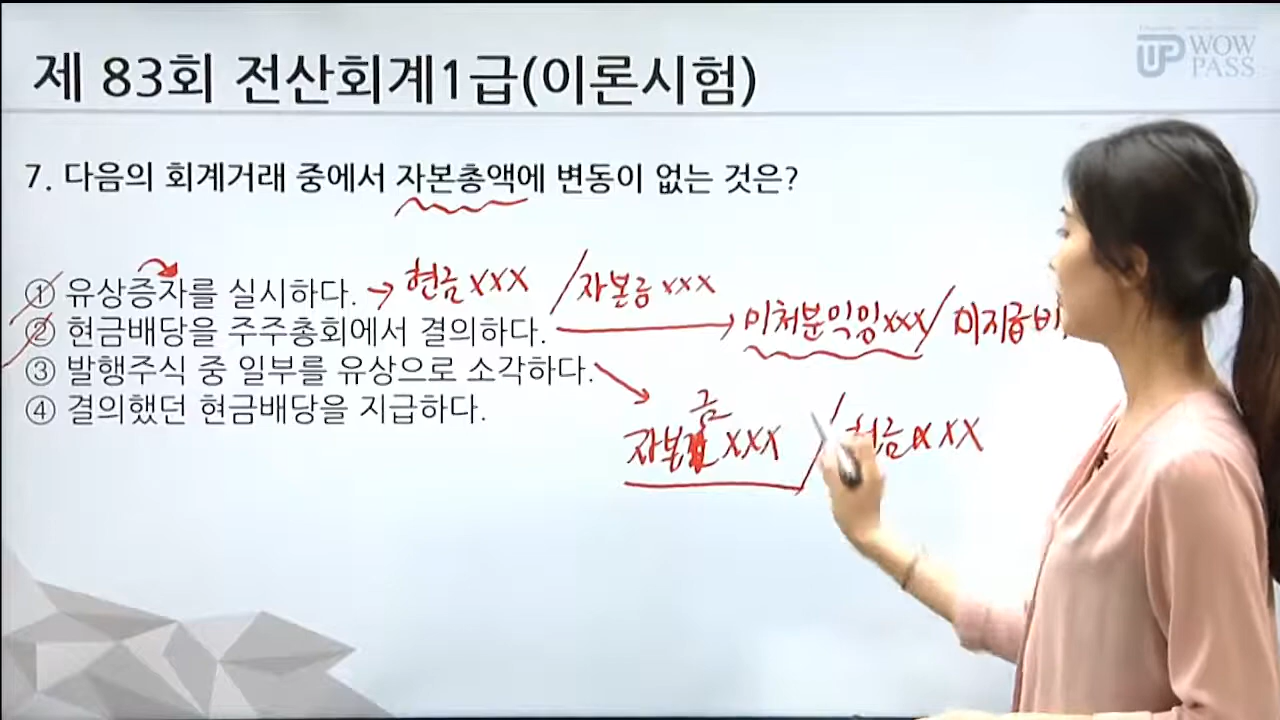 UP WOW PASS
제 83회 전산회계1급(이론시험)
7. 다음의 회계거래 중에서 자본총액에 변동이 없는 것은?
① 유상증자를 실시하다. → 현금 XXX / 자본금 XXX
② 현금배당을 주주총회에서 결의하다. → 미처분익잉 XXX / 미지급
③ 발행주식 중 일부를 유상으로 소각하다.
④ 결의했던 현금배당을 지급하다.
금
자본 XXX / 현금 XXX